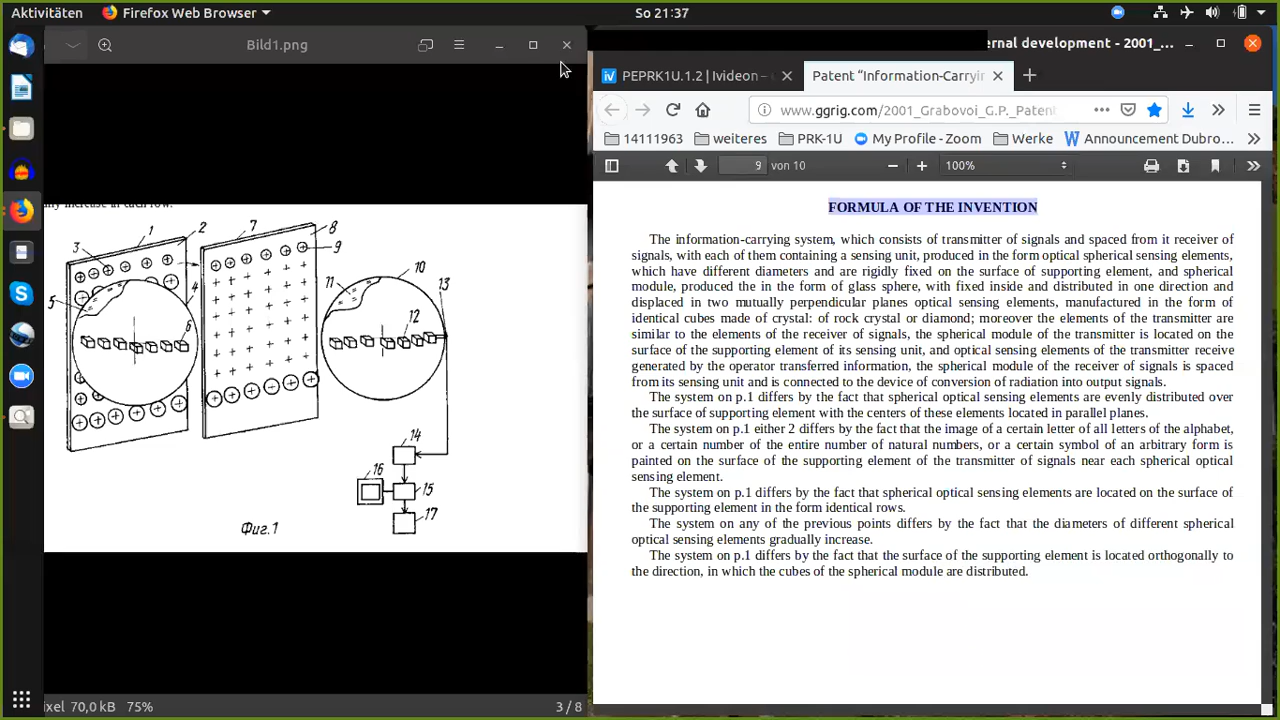 Aktivitäten
Firefox Web Browser
So 21:37
Bild1.png
ernal development - 2001_...
PEPRK1U.1.2 | Ivideon –
Patent “Information-Carryin
www.ggrig.com/2001_Grabovoi_G.P._Patent
14111963
weiteres
PRK-1U
My Profile - Zoom
Werke
Announcement Dubro...
9 von 10
100%
1
2
3
4
5
6
7
8
9
10
11
12
13
14
15
16
17
Фиг.1
FORMULA OF THE INVENTION
The information-carrying system, which consists of transmitter of signals and spaced from it receiver of
signals, with each of them containing a sensing unit, produced in the form optical spherical sensing elements,
which have different diameters and are rigidly fixed on the surface of supporting element, and spherical
module, produced the in the form of glass sphere, with fixed inside and distributed in one direction and
displaced in two mutually perpendicular planes optical sensing elements, manufactured in the form of
identical cubes made of crystal: of rock crystal or diamond; moreover the elements of the transmitter are
similar to the elements of the receiver of signals, the spherical module of the transmitter is located on the
surface of the supporting element of its sensing unit, and optical sensing elements of the transmitter receive
generated by the operator transferred information, the spherical module of the receiver of signals is spaced
from its sensing unit and is connected to the device of conversion of radiation into output signals.
The system on p.1 differs by the fact that spherical optical sensing elements are evenly distributed over
the surface of supporting element with the centers of these elements located in parallel planes.
The system on p.1 either 2 differs by the fact that the image of a certain letter of all letters of the alphabet,
or a certain number of the entire number of natural numbers, or a certain symbol of an arbitrary form is
painted on the surface of the supporting element of the transmitter of signals near each spherical optical
sensing element.
The system on p.1 differs by the fact that spherical optical sensing elements are located on the surface of
the supporting element in the form identical rows.
The system on any of the previous points differs by the fact that the diameters of different spherical
optical sensing elements gradually increase.
The system on p.1 differs by the fact that the surface of the supporting element is located orthogonally to
the direction, in which the cubes of the spherical module are distributed.
ixel 70,0 kB 75%
3 / 8